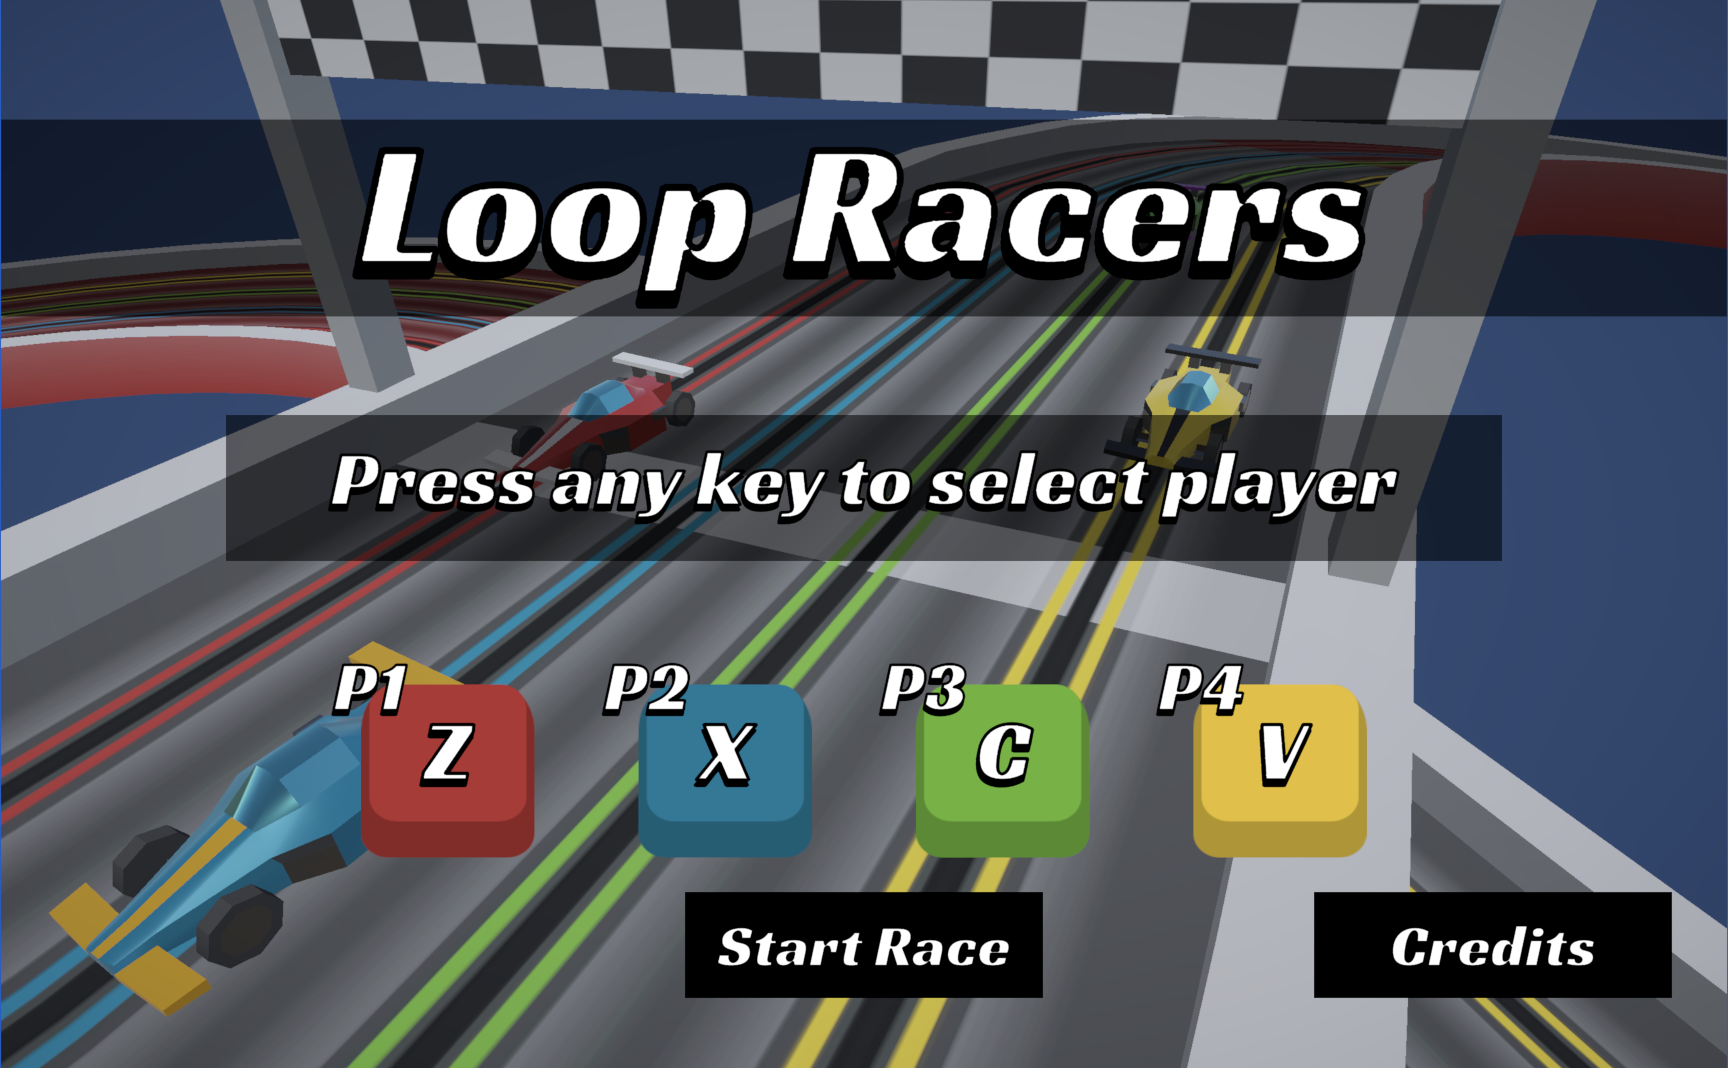 Loop Racers
Press any key to select player
P1 P2 P3 P4
Z X C V
Start Race Credits